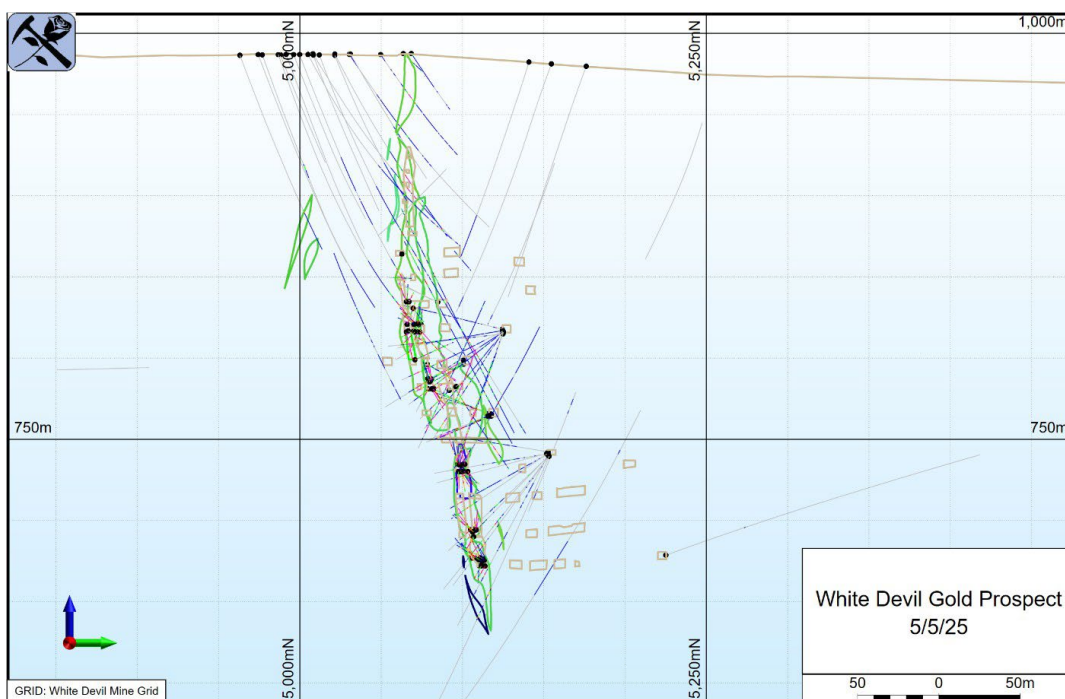 5,000mN
5,250mN
1,000m
750m
750m
White Devil Gold Prospect
5/5/25
5,000mN
5,250mN
GRID: White Devil Mine Grid
50 0 50m